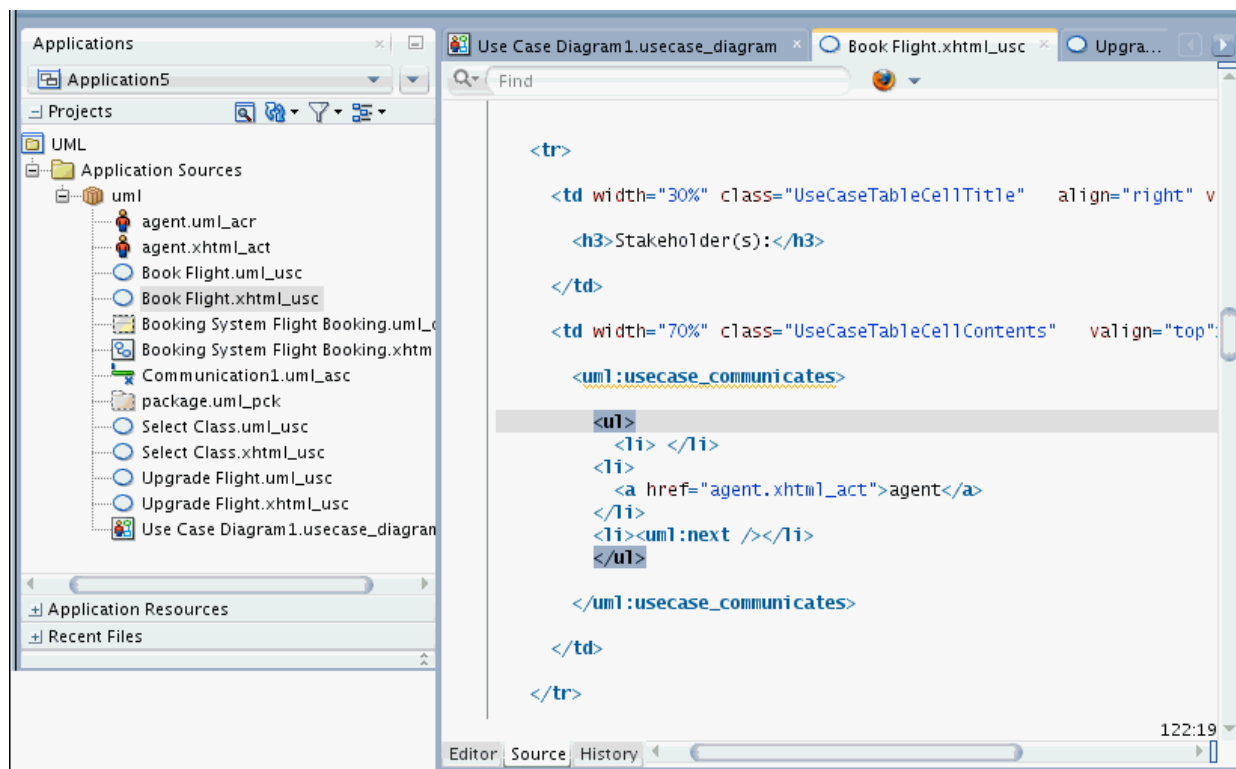 Applications
Application5
Projects
UML
Application Sources
uml
agent.uml_acr
agent.xhtml_act
Book Flight.uml_usc
Book Flight.xhtml_usc
Booking System Flight Booking.uml_
Booking System Flight Booking.xhtm
Communication1.uml_asc
package.uml_pck
Select Class.uml_usc
Select Class.xhtml_usc
Upgrade Flight.uml_usc
Upgrade Flight.xhtml_usc
Use Case Diagram1.usecase_diagram
Application Resources
Recent Files
Use Case Diagram1.usecase_diagram
Book Flight.xhtml_usc
Upgra...
Find
<tr>
<td width="30%" class="UseCaseTableCellTitle" align="right" v
<h3>Stakeholder(s):</h3>
</td>
<td width="70%" class="UseCaseTableCellContents" valign="top">
<uml:usecase_communicates>
<ul>
<li> </li>
<li>
<a href="agent.xhtml_act">agent</a>
</li>
<li><uml:next /></li>
</ul>
</uml:usecase_communicates>
</td>
</tr>
122:19
Editor Source History